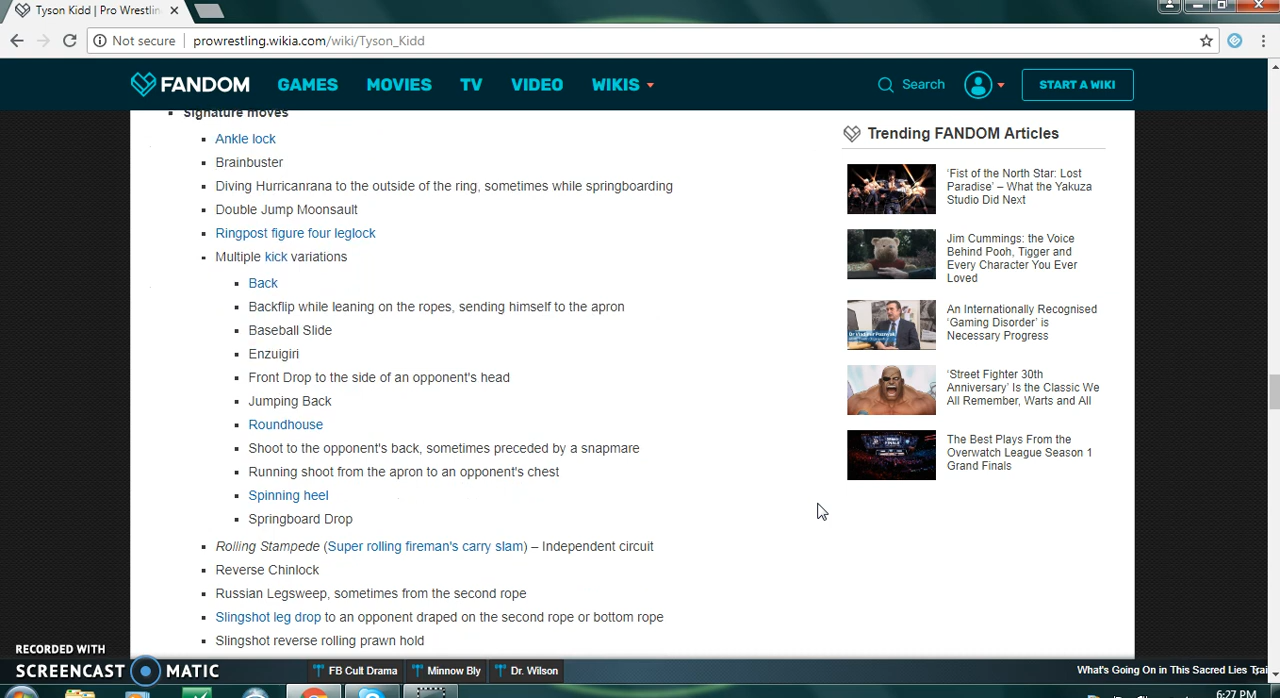 Tyson Kidd | Pro Wrestlin
Not secure | prowrestling.wikia.com/wiki/Tyson_Kidd
FANDOM GAMES MOVIES TV VIDEO WIKIS Search START A WIKI
Signature moves
Ankle lock
Brainbuster
Diving Hurricanrana to the outside of the ring, sometimes while springboarding
Double Jump Moonsault
Ringpost figure four leglock
Multiple kick variations
Back
Backflip while leaning on the ropes, sending himself to the apron
Baseball Slide
Enzuigiri
Front Drop to the side of an opponent's head
Jumping Back
Roundhouse
Shoot to the opponent's back, sometimes preceded by a snapmare
Running shoot from the apron to an opponent's chest
Spinning heel
Springboard Drop
Rolling Stampede (Super rolling fireman's carry slam) – Independent circuit
Reverse Chinlock
Russian Legsweep, sometimes from the second rope
Slingshot leg drop to an opponent draped on the second rope or bottom rope
Slingshot reverse rolling prawn hold
Trending FANDOM Articles
‘Fist of the North Star: Lost
Paradise’ – What the Yakuza
Studio Did Next
Jim Cummings: the Voice
Behind Pooh, Tigger and
Every Character You Ever
Loved
An Internationally Recognised
‘Gaming Disorder’ is
Necessary Progress
‘Street Fighter 30th
Anniversary’ Is the Classic We
All Remember, Warts and All
The Best Plays From the
Overwatch League Season 1
Grand Finals
RECORDED WITH
SCREENCAST MATIC
FB Cult Drama Minnow Bly Dr. Wilson
What's Going On in This Sacred Lies Trai
6:27 PM